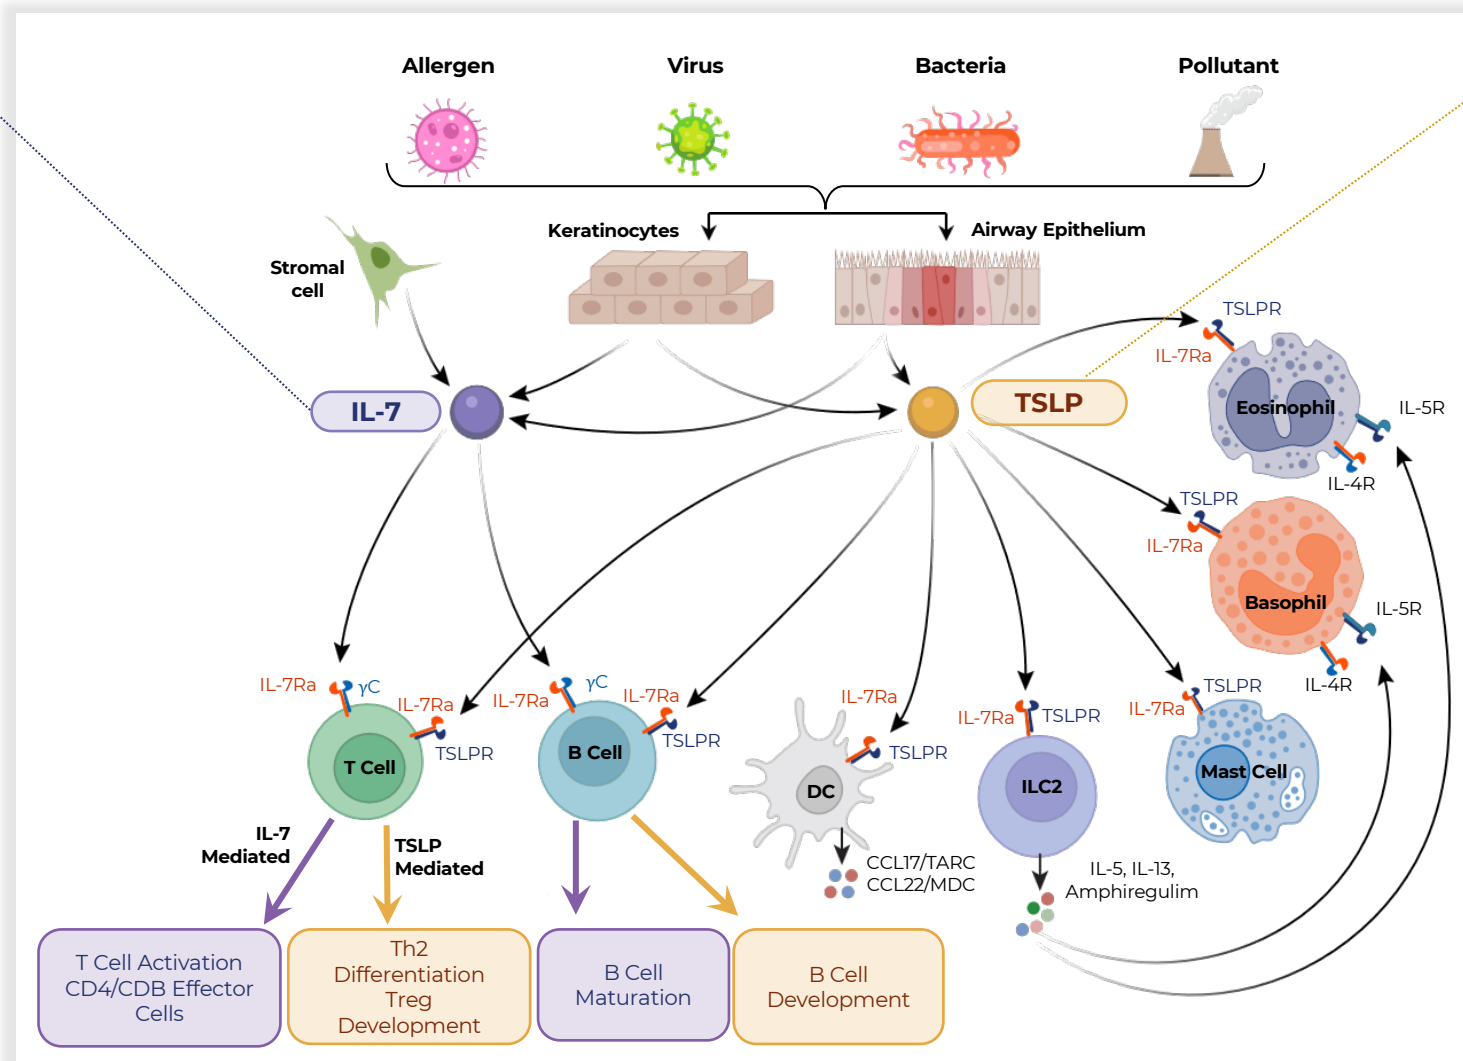 Allergen
Virus
Bacteria
Pollutant
Keratinocytes
Airway Epithelium
Stromal
cell
IL-7
TSLP
TSLPR
IL-7Ra
Eosinophil
IL-5R
IL-4R
TSLPR
IL-7Ra
Basophil
IL-5R
IL-4R
IL-7Ra
γC
IL-7Ra
TSLPR
T Cell
IL-7Ra
γC
IL-7Ra
TSLPR
B Cell
IL-7Ra
TSLPR
DC
IL-7Ra
TSLPR
ILC2
TSLPR
IL-7Ra
Mast Cell
IL-7
Mediated
TSLP
Mediated
CCL17/TARC
CCL22/MDC
IL-5, IL-13,
Amphiregulim
T Cell Activation
CD4/CDB Effector
Cells
Th2
Differentiation
Treg
Development
B Cell
Maturation
B Cell
Development